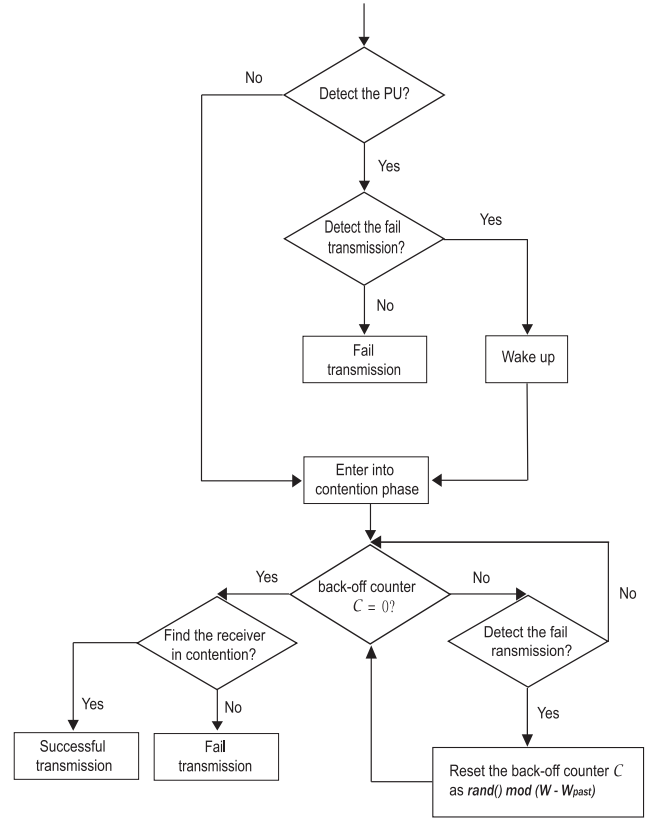 Detect the PU?
No
Yes
Detect the fail
transmission?
Yes
No
Fail
transmission
Wake up
Enter into
contention phase
back-off counter
C = 0?
Yes
No
No
Find the receiver
in contention?
Detect the fail
ransmission?
Yes
No
Yes
Successful
transmission
Fail
transmission
Reset the back-off counter C
as rand() mod (W - Wpast)